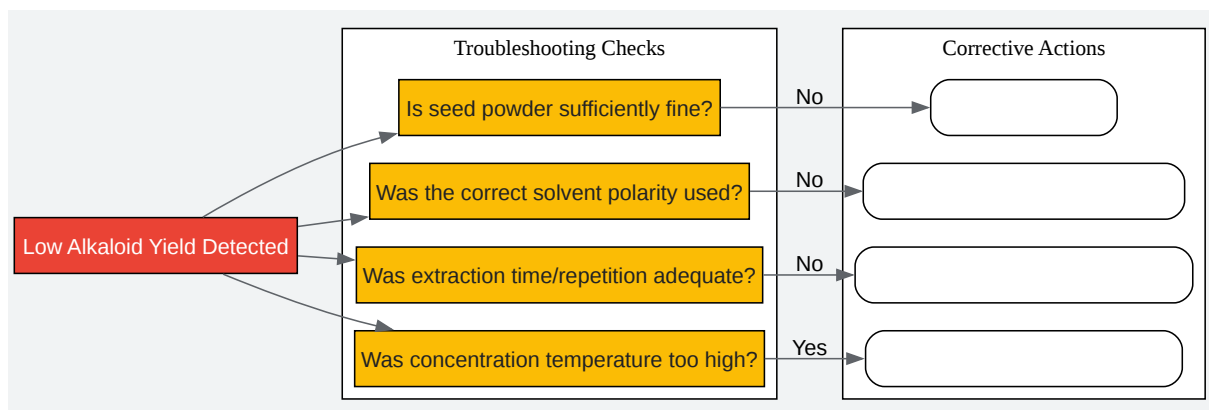 Troubleshooting Checks
Corrective Actions
Is seed powder sufficiently fine?
No
Was the correct solvent polarity used?
No
Low Alkaloid Yield Detected
Was extraction time/repetition adequate?
No
Was concentration temperature too high?
Yes